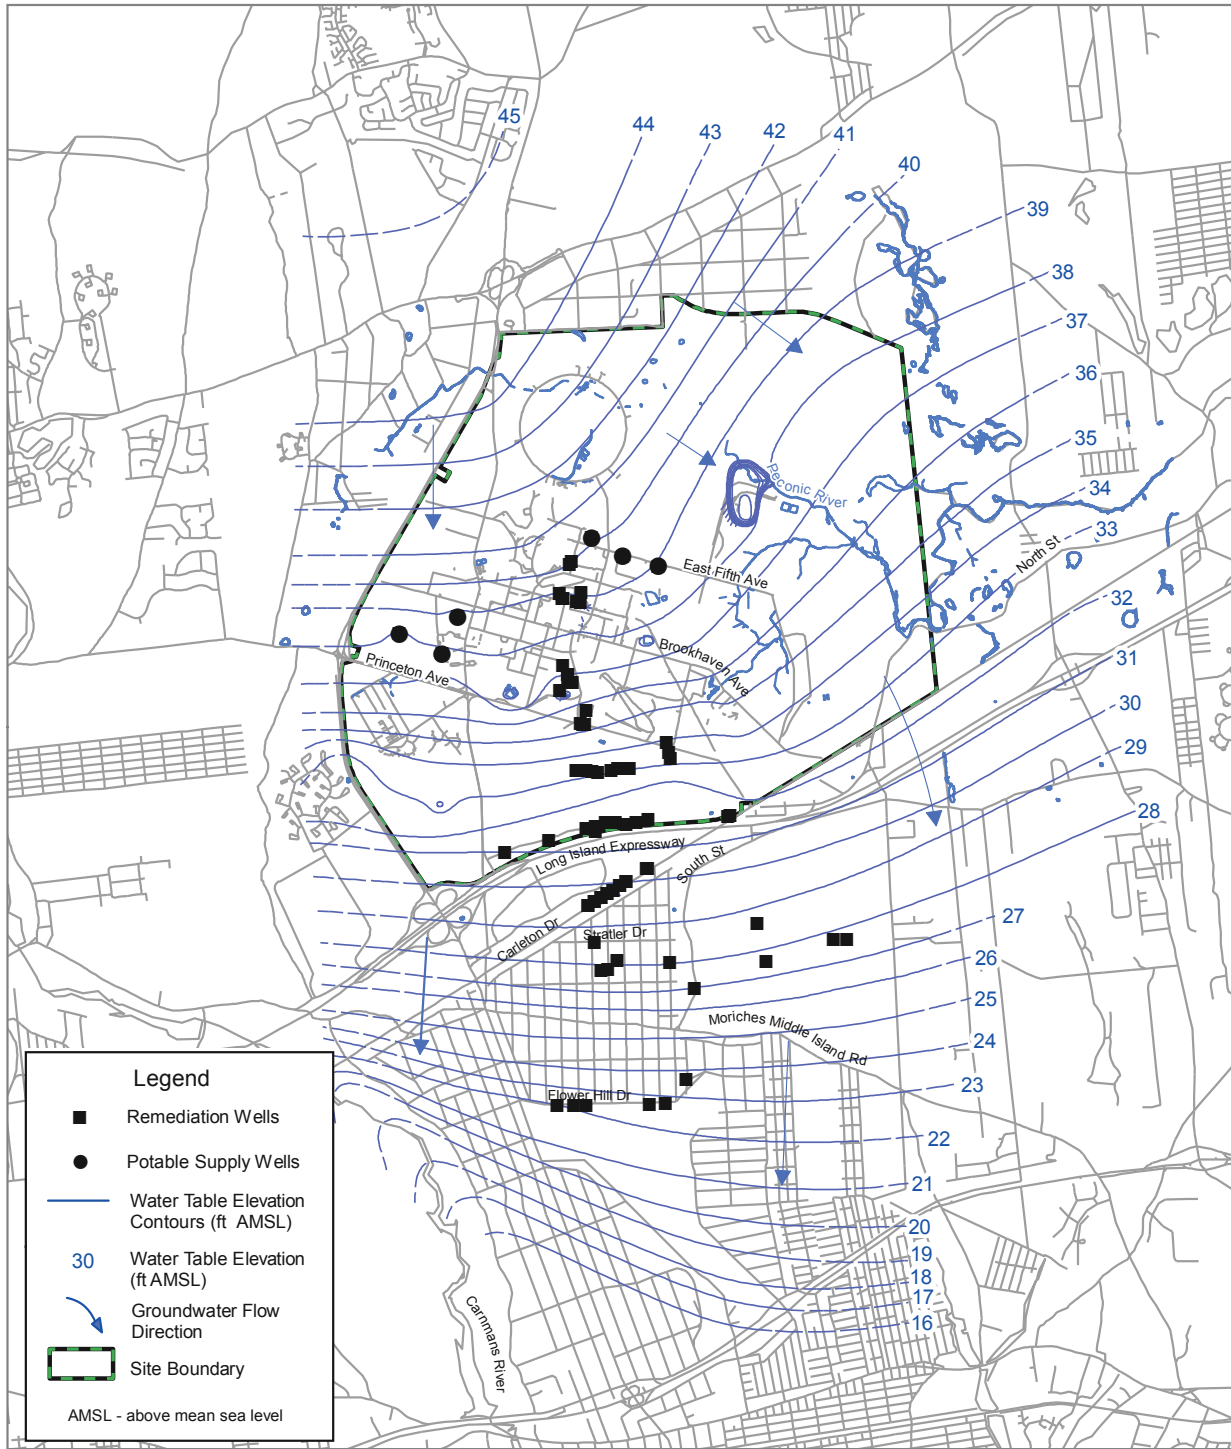 45
44
43
42
41
40
39
38
37
36
35
34
33
32
31
30
29
28
27
26
25
24
23
22
21
20
19
18
17
16
Peconic River
North St
East Fifth Ave
Brookhaven Ave
Princeton Ave
Long Island Expressway
South St
Carleton Dr
Stratler Dr
Moriches Middle Island Rd
Flower Hill Dr
Carnmans River
Legend
Remediation Wells
Potable Supply Wells
Water Table Elevation
Contours (ft AMSL)
30
Water Table Elevation
(ft AMSL)
Groundwater Flow
Direction
Site Boundary
AMSL - above mean sea level